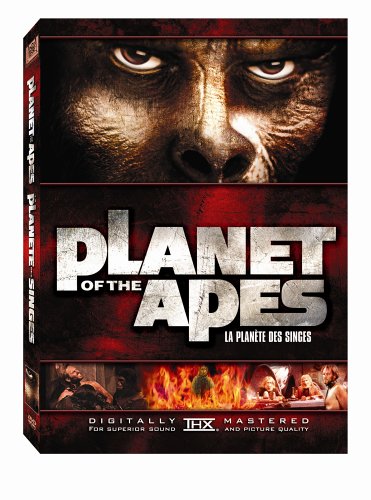 PLANET OF THE APES
LA PLANÈTE DES SINGES
PLANET
OF THE
APES
LA PLANÈTE DES SINGES
DIGITALLY THX MASTERED
FOR SUPERIOR SOUND AND PICTURE QUALITY